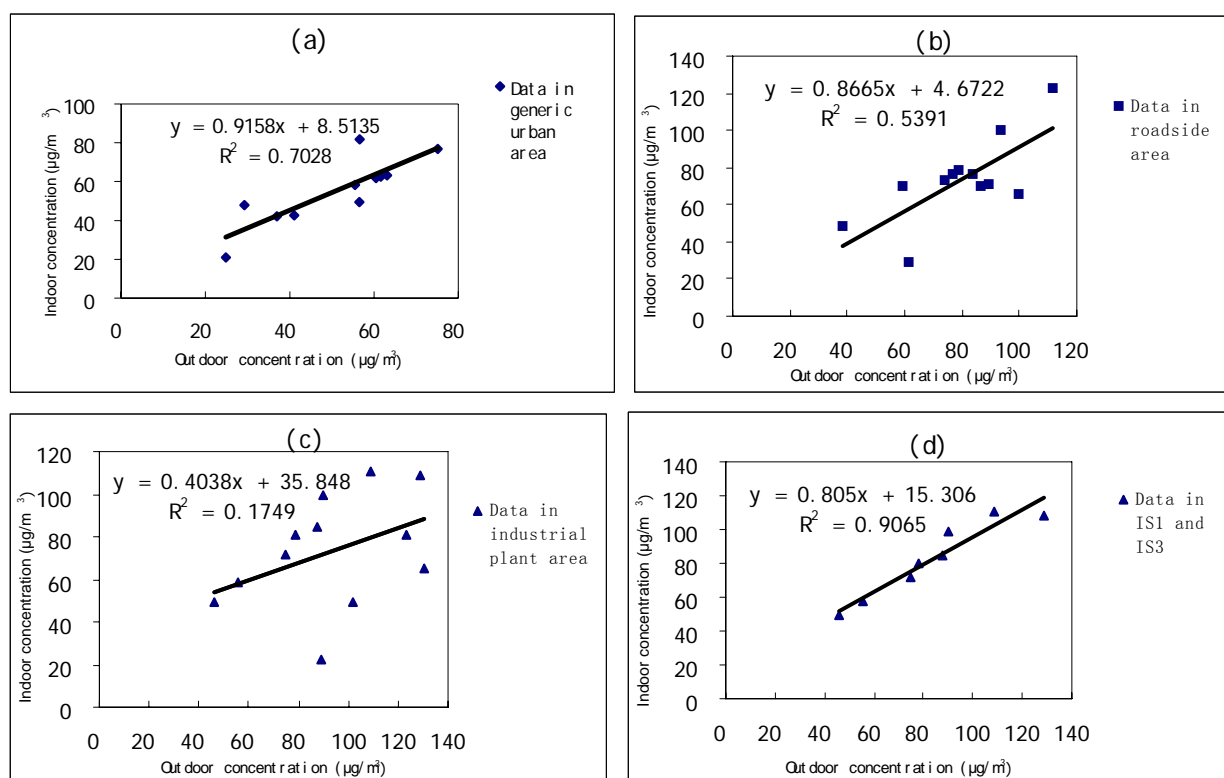 (a)
y = 0.9158x + 8.5135
R² = 0.7028
Data in
generic
urban
area
100
80
60
40
20
0
0 20 40 60 80
Indoor concentration (µg/m³)
Outdoor concentration (µg/m³)
(b)
y = 0.8665x + 4.6722
R² = 0.5391
Data in
roadside
area
140
120
100
80
60
40
20
0
0 20 40 60 80 100 120
Indoor concentration (µg/m³)
Outdoor concentration (µg/m³)
(c)
y = 0.4038x + 35.848
R² = 0.1749
Data in
industrial
plant area
120
100
80
60
40
20
0
0 20 40 60 80 100 120 140
Indoor concentration (µg/m³)
Outdoor concentration (µg/m³)
(d)
y = 0.805x + 15.306
R² = 0.9065
Data in
IS1 and
IS3
140
120
100
80
60
40
20
0
0 20 40 60 80 100 120 140
Indoor concentration (µg/m³)
Outdoor concentration (µg/m³)